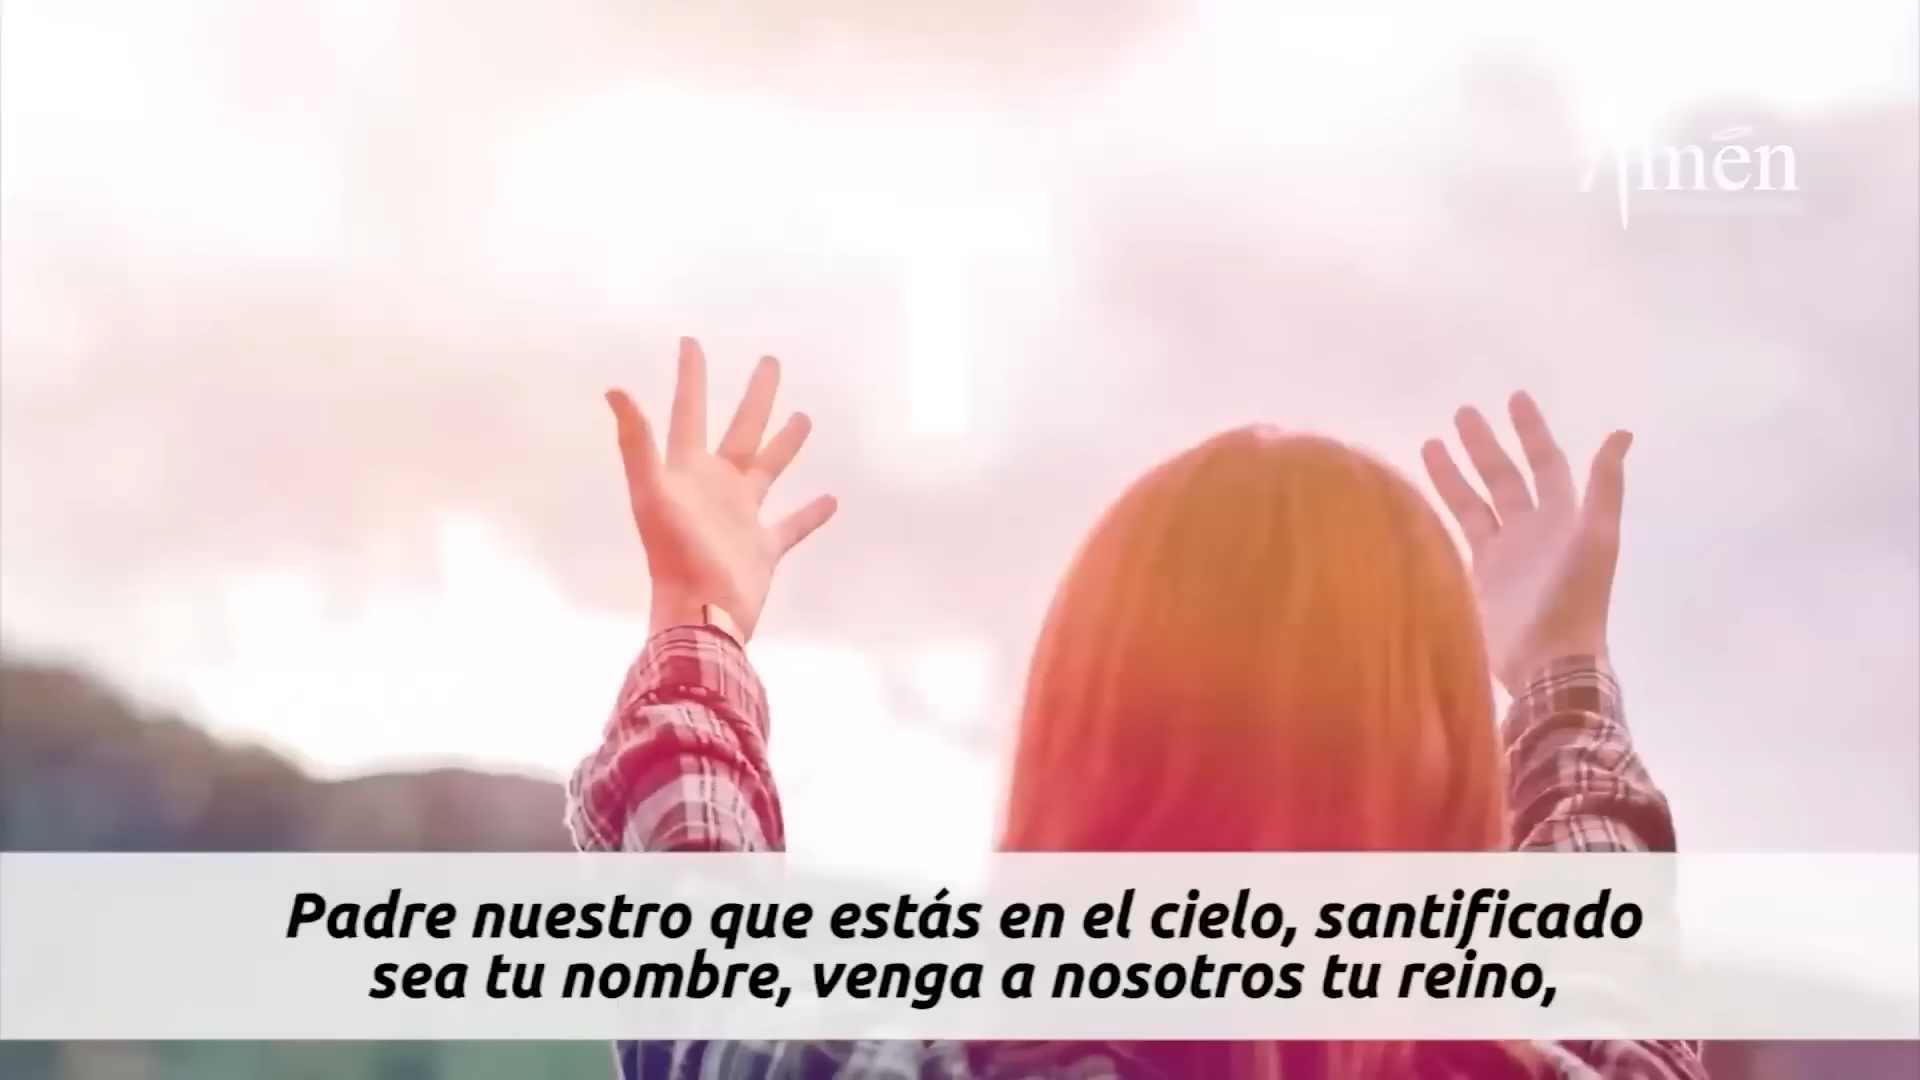 Amén
Padre nuestro que estás en el cielo, santificado
sea tu nombre, venga a nosotros tu reino,